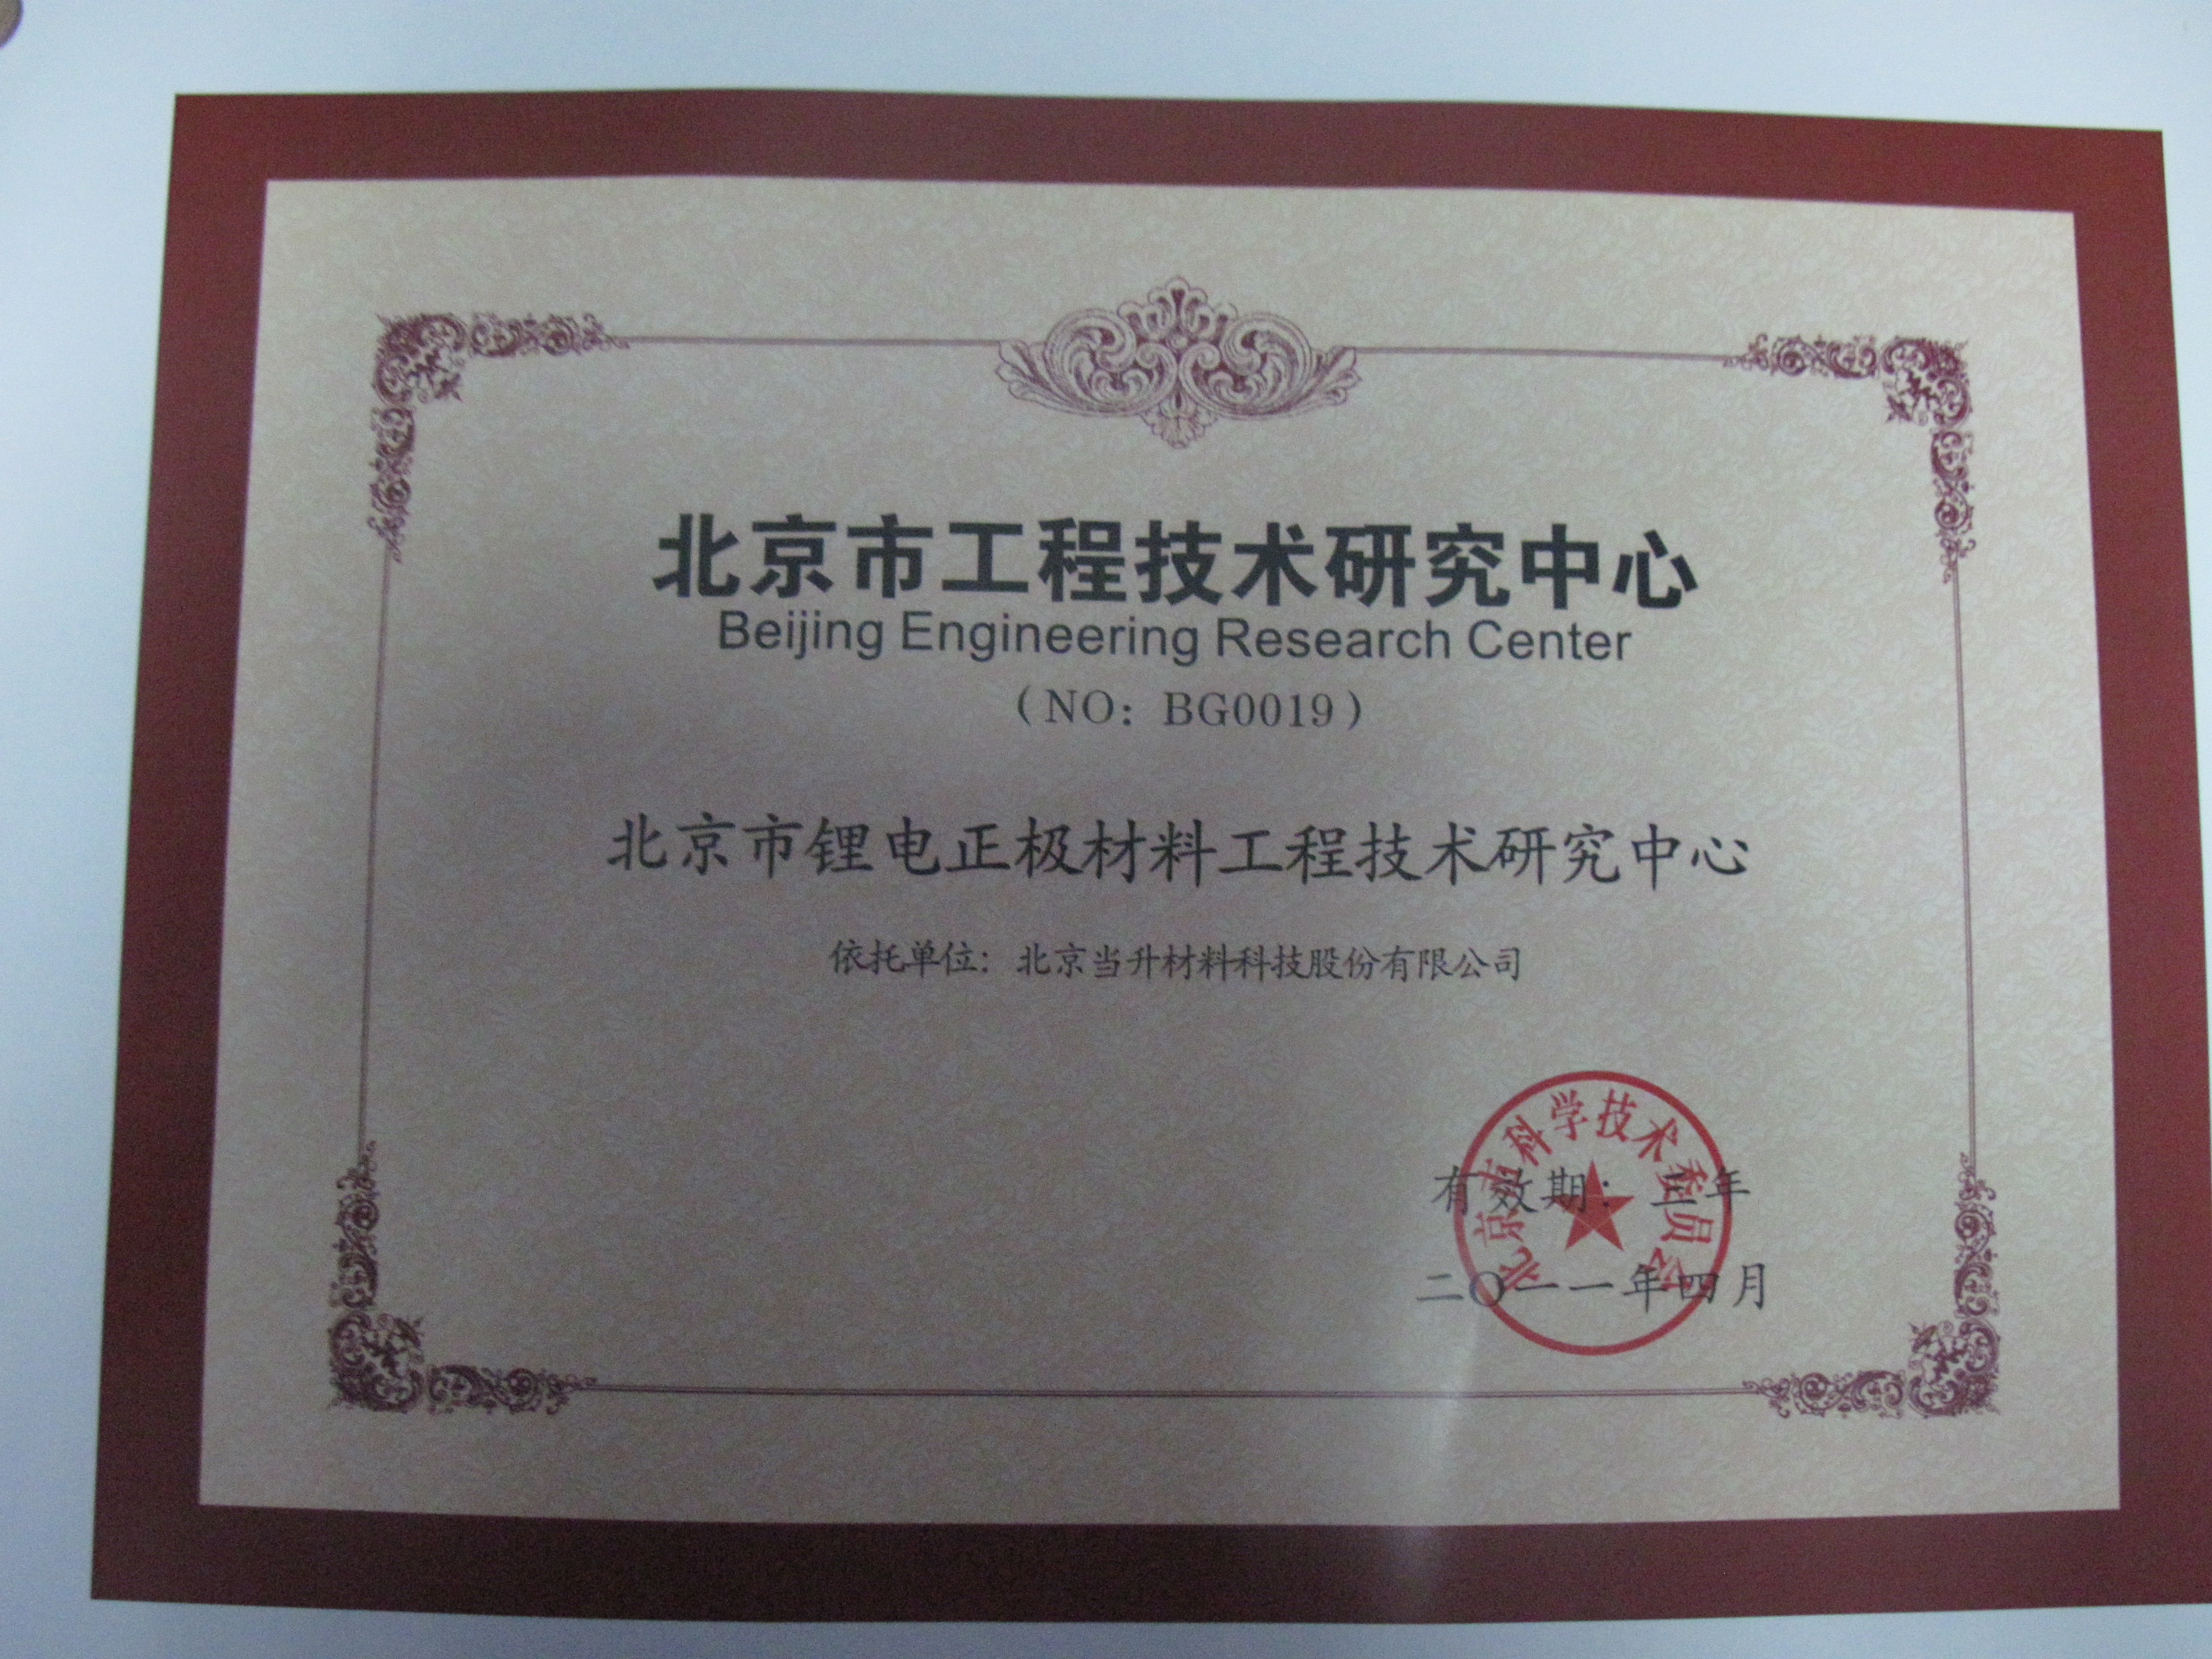 北京市工程技术研究中心
Beijing Engineering Research Center
（NO：BG0019）
北京市锂电正极材料工程技术研究中心
依托单位：北京当升材料科技股份有限公司
北京市科学技术委员会
有效期：三年
二〇一一年四月